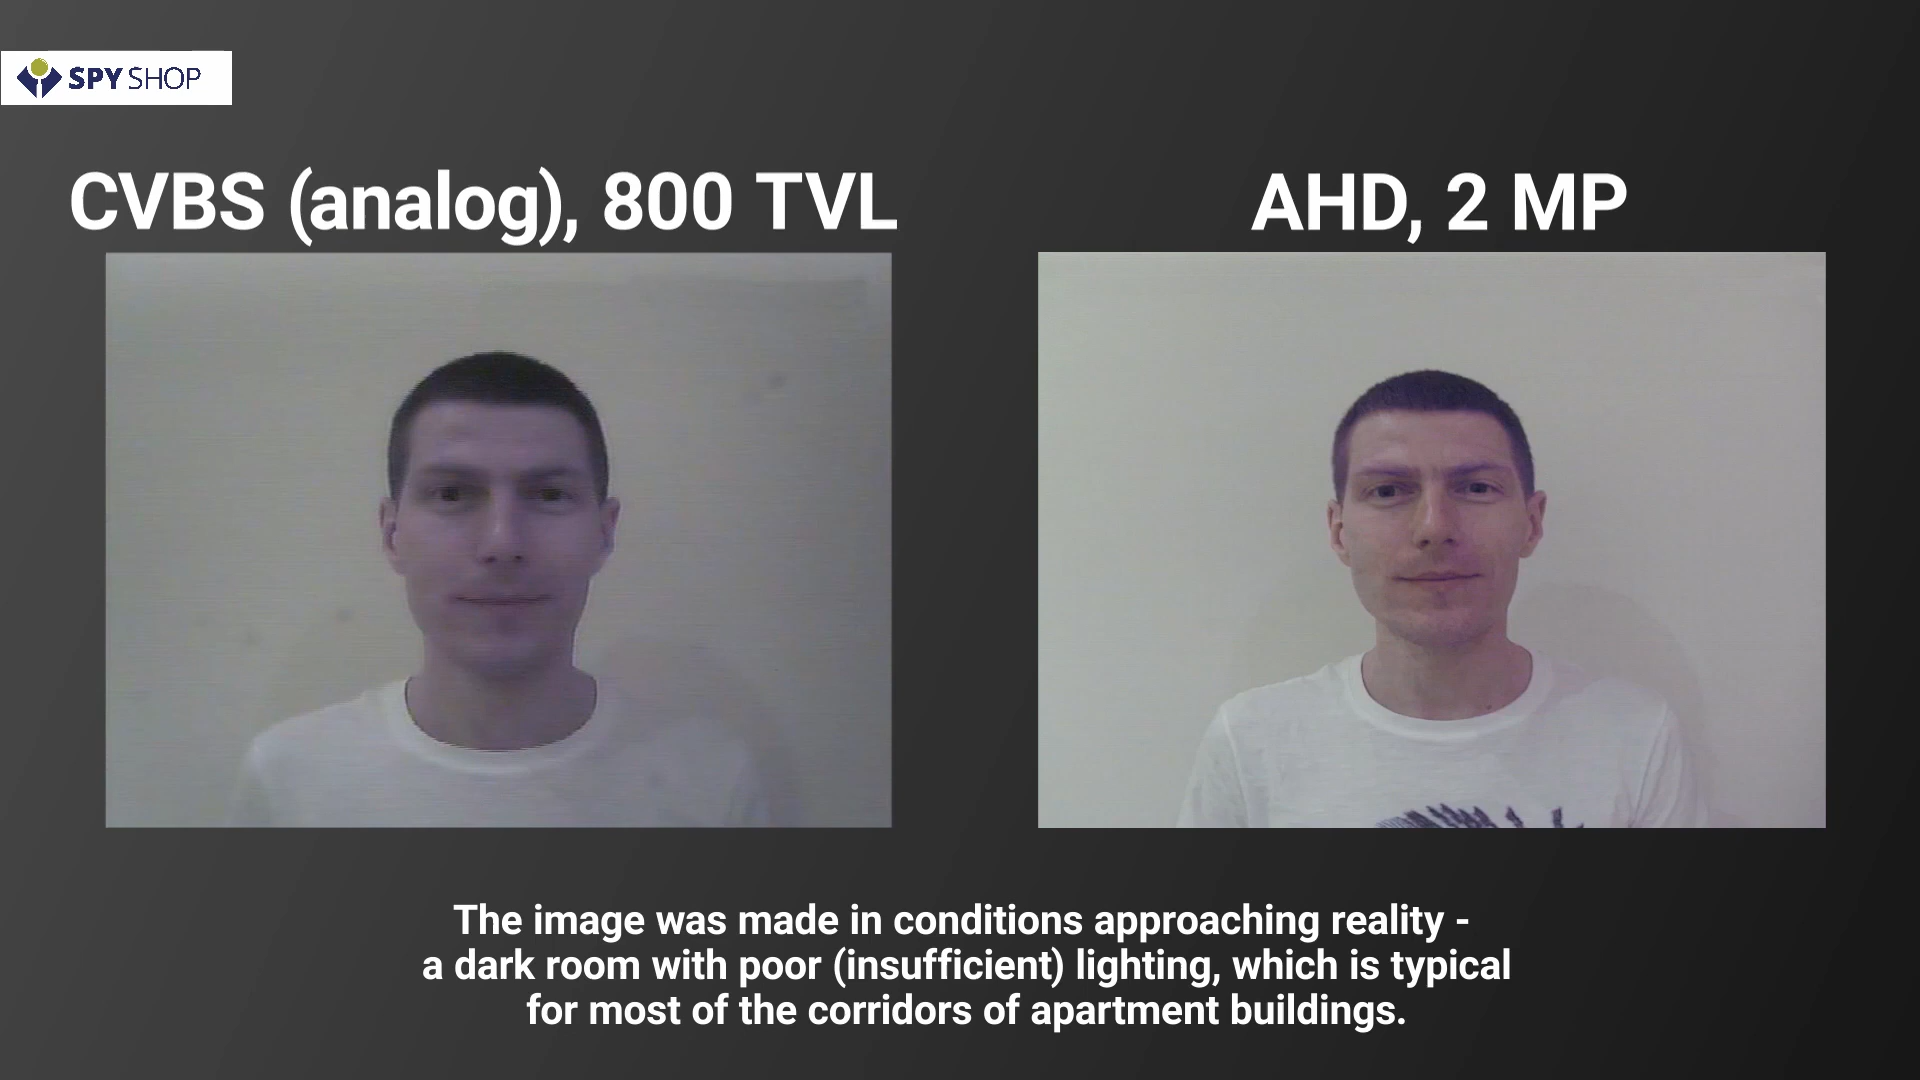 SPY SHOP
CVBS (analog), 800 TVL
AHD, 2 MP
The image was made in conditions approaching reality -
a dark room with poor (insufficient) lighting, which is typical
for most of the corridors of apartment buildings.